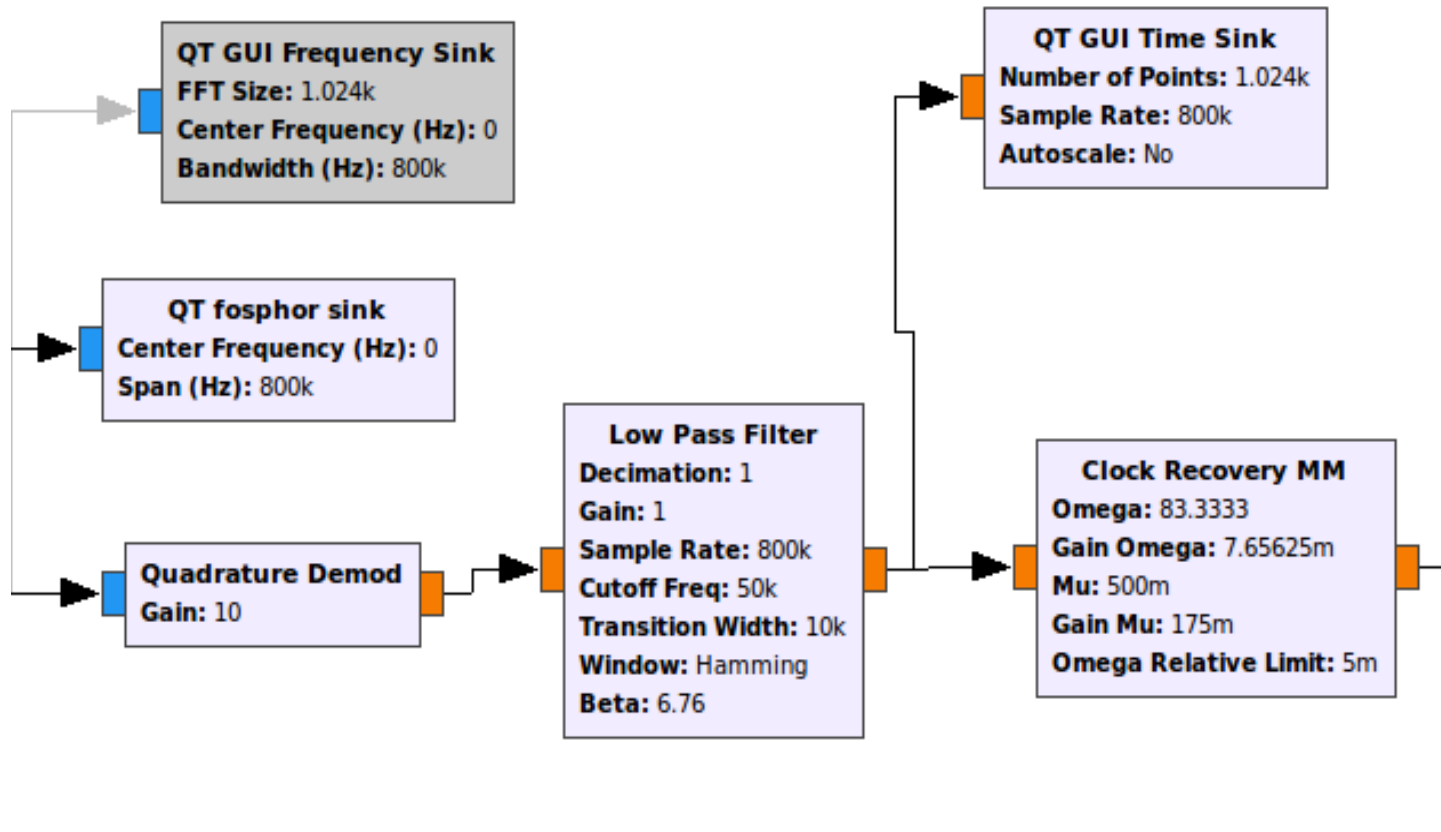 QT GUI Frequency Sink
FFT Size: 1.024k
Center Frequency (Hz): 0
Bandwidth (Hz): 800k
QT GUI Time Sink
Number of Points: 1.024k
Sample Rate: 800k
Autoscale: No
QT fosphor sink
Center Frequency (Hz): 0
Span (Hz): 800k
Quadrature Demod
Gain: 10
Low Pass Filter
Decimation: 1
Gain: 1
Sample Rate: 800k
Cutoff Freq: 50k
Transition Width: 10k
Window: Hamming
Beta: 6.76
Clock Recovery MM
Omega: 83.3333
Gain Omega: 7.65625m
Mu: 500m
Gain Mu: 175m
Omega Relative Limit: 5m